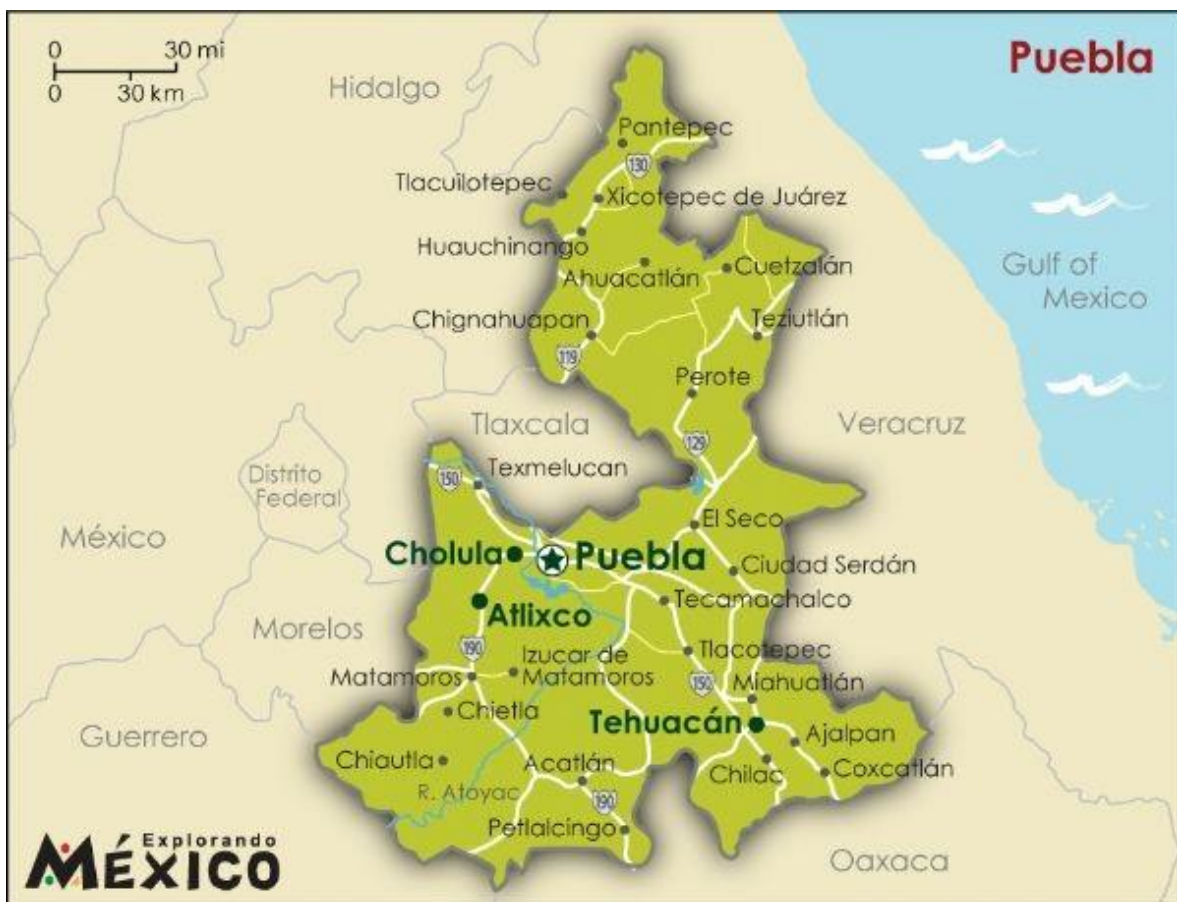 0 30 mi
0 30 km
Puebla
Hidalgo
Pantepec
130
Tlacuilotepec
Xicotepec de Juárez
Huauchinango
Ahuacatlán
Cuetzalán
Gulf of
Mexico
Chignahuapan
Teziutlán
119
Perote
Tlaxcala
Veracruz
129
Texmelucan
150
Distrito
Federal
El Seco
México
Cholula
Puebla
Ciudad Serdán
Atlixco
Tecamachalco
Morelos
190
Izucar de
Matamoros
Tlacotepec
Matamoros
150
Miahuatlán
Chietla
Tehuacán
Guerrero
Ajalpan
Chiautla
Acatlán
Chilac
Coxcatlán
R. Atoyac
190
Petlalcingo
Explorando
MÉXICO
Oaxaca